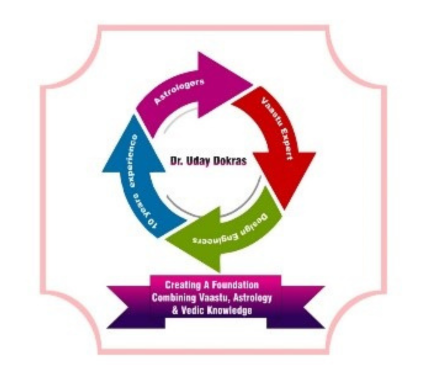 Astrologers
Vaastu Expert
Dr. Uday Dokras
10 years experience
Design Engineers
Creating A Foundation
Combining Vaastu, Astrology
& Vedic Knowledge